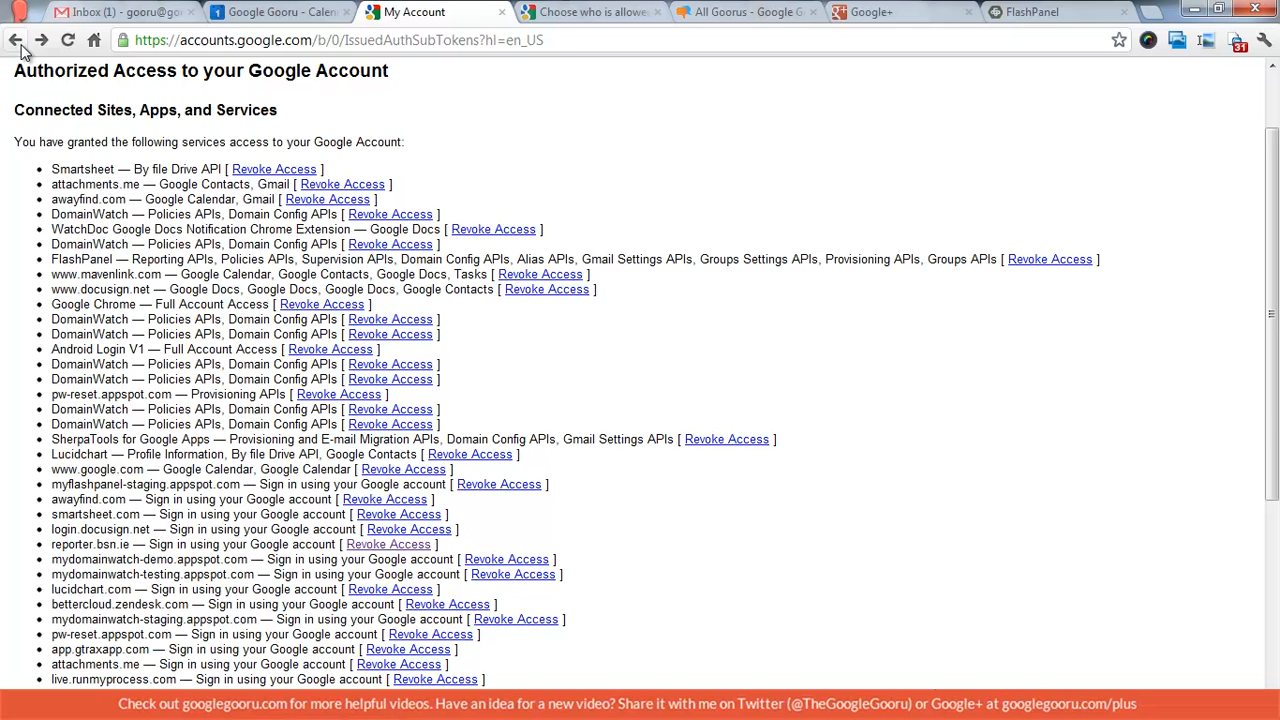 Inbox (1) - gooru@go
Google Gooru - Calen
My Account
Choose who is allowe
All Goorus - Google G
Google+
FlashPanel
https://accounts.google.com/b/0/IssuedAuthSubTokens?hl=en_US
31
Authorized Access to your Google Account
Connected Sites, Apps, and Services
You have granted the following services access to your Google Account:
Smartsheet — By file Drive API [ Revoke Access ]
attachments.me — Google Contacts, Gmail [ Revoke Access ]
awayfind.com — Google Calendar, Gmail [ Revoke Access ]
DomainWatch — Policies APIs, Domain Config APIs [ Revoke Access ]
WatchDoc Google Docs Notification Chrome Extension — Google Docs [ Revoke Access ]
DomainWatch — Policies APIs, Domain Config APIs [ Revoke Access ]
FlashPanel — Reporting APIs, Policies APIs, Supervision APIs, Domain Config APIs, Alias APIs, Gmail Settings APIs, Groups Settings APIs, Provisioning APIs, Groups APIs [ Revoke Access ]
www.mavenlink.com — Google Calendar, Google Contacts, Google Docs, Tasks [ Revoke Access ]
www.docusign.net — Google Docs, Google Docs, Google Docs, Google Contacts [ Revoke Access ]
Google Chrome — Full Account Access [ Revoke Access ]
DomainWatch — Policies APIs, Domain Config APIs [ Revoke Access ]
DomainWatch — Policies APIs, Domain Config APIs [ Revoke Access ]
Android Login V1 — Full Account Access [ Revoke Access ]
DomainWatch — Policies APIs, Domain Config APIs [ Revoke Access ]
DomainWatch — Policies APIs, Domain Config APIs [ Revoke Access ]
pw-reset.appspot.com — Provisioning APIs [ Revoke Access ]
DomainWatch — Policies APIs, Domain Config APIs [ Revoke Access ]
DomainWatch — Policies APIs, Domain Config APIs [ Revoke Access ]
SherpaTools for Google Apps — Provisioning and E-mail Migration APIs, Domain Config APIs, Gmail Settings APIs [ Revoke Access ]
Lucidchart — Profile Information, By file Drive API, Google Contacts [ Revoke Access ]
www.google.com — Google Calendar, Google Calendar [ Revoke Access ]
myflashpanel-staging.appspot.com — Sign in using your Google account [ Revoke Access ]
awayfind.com — Sign in using your Google account [ Revoke Access ]
smartsheet.com — Sign in using your Google account [ Revoke Access ]
login.docusign.net — Sign in using your Google account [ Revoke Access ]
reporter.bsn.ie — Sign in using your Google account [ Revoke Access ]
mydomainwatch-demo.appspot.com — Sign in using your Google account [ Revoke Access ]
mydomainwatch-testing.appspot.com — Sign in using your Google account [ Revoke Access ]
lucidchart.com — Sign in using your Google account [ Revoke Access ]
bettercloud.zendesk.com — Sign in using your Google account [ Revoke Access ]
mydomainwatch-staging.appspot.com — Sign in using your Google account [ Revoke Access ]
pw-reset.appspot.com — Sign in using your Google account [ Revoke Access ]
app.gtraxapp.com — Sign in using your Google account [ Revoke Access ]
attachments.me — Sign in using your Google account [ Revoke Access ]
live.runmyprocess.com — Sign in using your Google account [ Revoke Access ]
Check out googlegooru.com for more helpful videos. Have an idea for a new video? Share it with me on Twitter (@TheGoogleGooru) or Google+ at googlegooru.com/plus